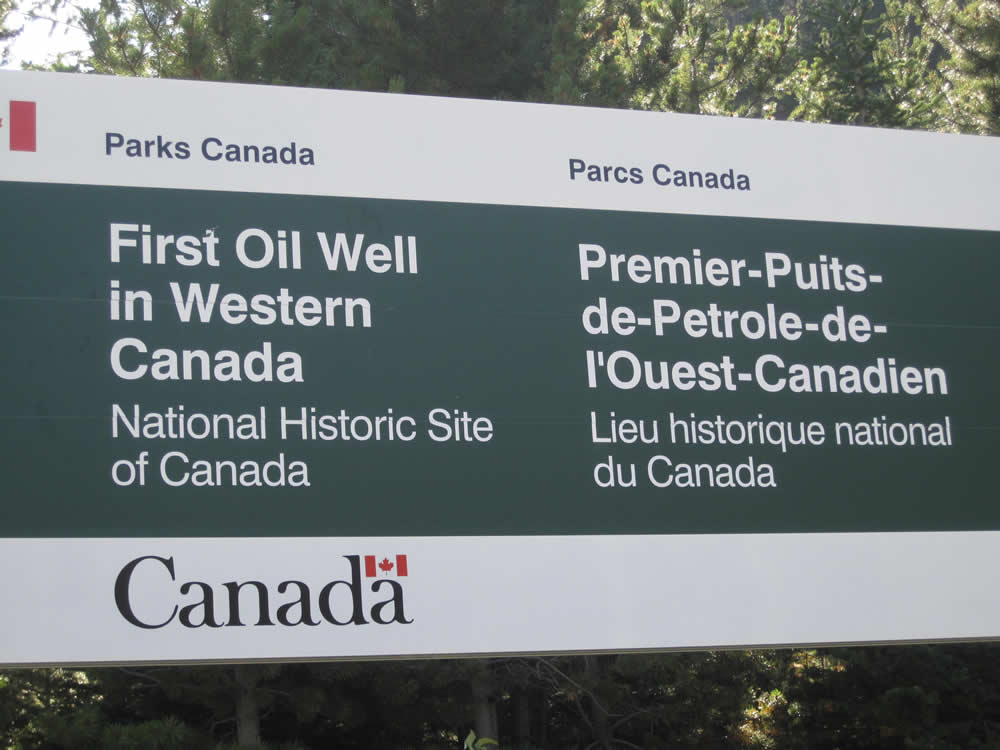 Parks Canada
First Oil Well
in Western
Canada
National Historic Site
of Canada
Parcs Canada
Premier-Puits-
de-Petrole-de-
l'Ouest-Canadien
Lieu historique national
du Canada
Canada